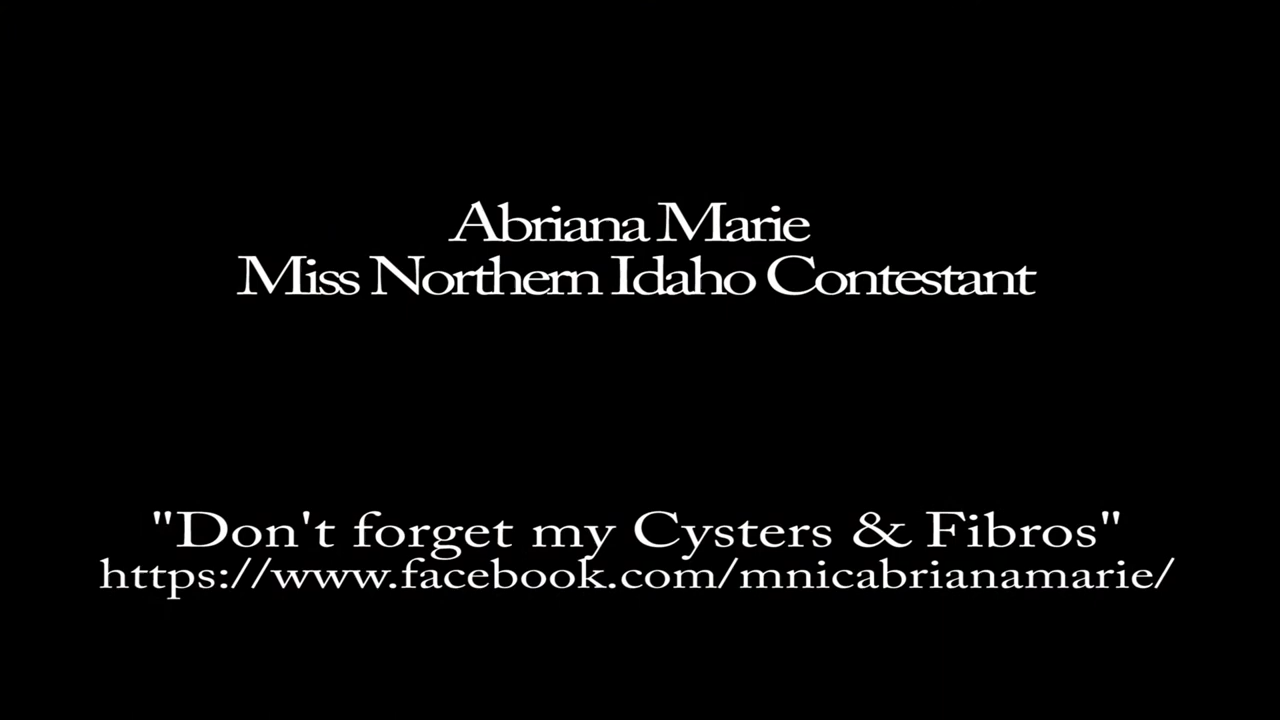 Abriana Marie
Miss Northern Idaho Contestant
"Don't forget my Cysters & Fibros"
https://www.facebook.com/mnicabrianamarie/